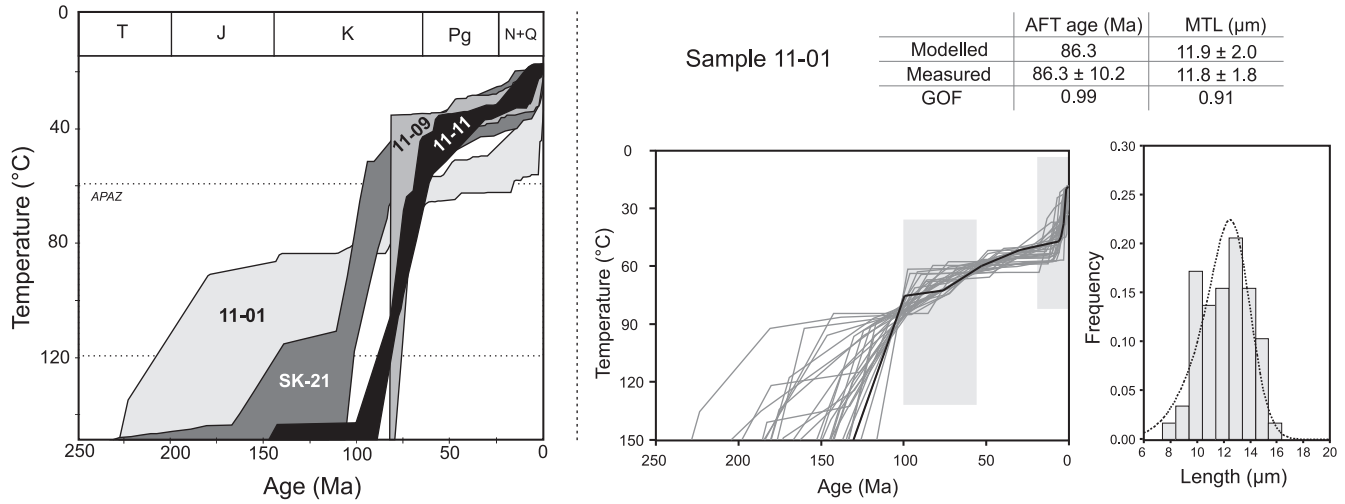 0
T J K Pg N+Q
40
80
120
Temperature (°C)
APAZ
11-01
SK-21
11-09
11-11
250 200 150 100 50 0
Age (Ma)
Sample 11-01
AFT age (Ma) MTL (µm)
Modelled 86.3 11.9 ± 2.0
Measured 86.3 ± 10.2 11.8 ± 1.8
GOF 0.99 0.91
0
30
60
90
120
150
Temperature (°C)
250 200 150 100 50 0
Age (Ma)
0.30
0.25
0.20
0.15
0.10
0.05
0.00
Frequency
6 8 10 12 14 16 18 20
Length (µm)